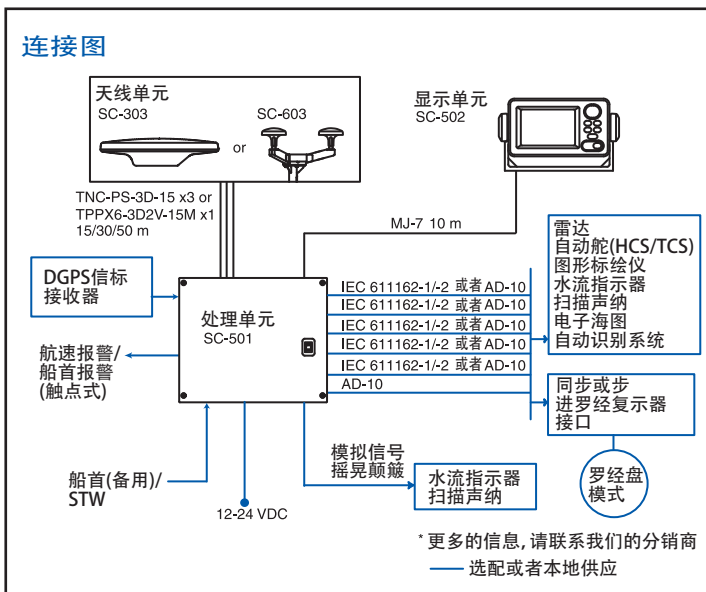 连接图
天线单元
SC-303
SC-603
or
显示单元
SC-502
TNC-PS-3D-15 x3 or
TPPX6-3D2V-15M x1
15/30/50 m
MJ-7 10 m
DGPS信标
接收器
处理单元
SC-501
航速报警/
船首报警
(触点式)
IEC 611162-1/-2 或者 AD-10
IEC 611162-1/-2 或者 AD-10
IEC 611162-1/-2 或者 AD-10
IEC 611162-1/-2 或者 AD-10
IEC 611162-1/-2 或者 AD-10
AD-10
雷达
自动舵(HCS/TCS)
图形标绘仪
水流指示器
扫描声纳
电子海图
自动识别系统
同步或步
进罗经复示器
接口
罗经盘
模式
船首(备用)/
STW
12-24 VDC
模拟信号
摇晃颠簸
水流指示器
扫描声纳
*更多的信息,请联系我们的分销商
选配或者本地供应